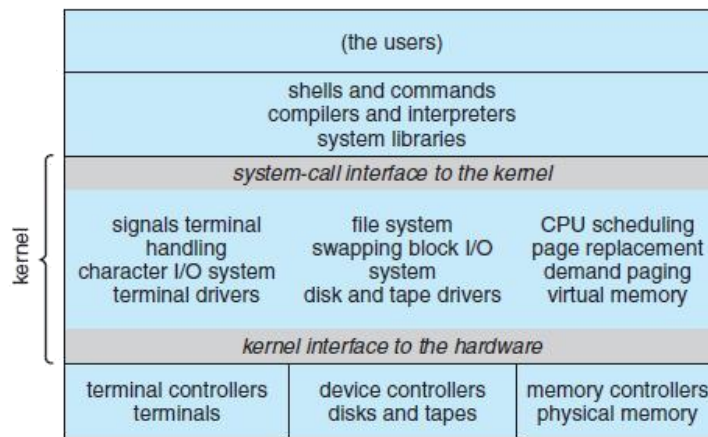 (the users)
shells and commands
compilers and interpreters
system libraries
system-call interface to the kernel
kernel
signals terminal
handling
character I/O system
terminal drivers
file system
swapping block I/O
system
disk and tape drivers
CPU scheduling
page replacement
demand paging
virtual memory
kernel interface to the hardware
terminal controllers
terminals
device controllers
disks and tapes
memory controllers
physical memory